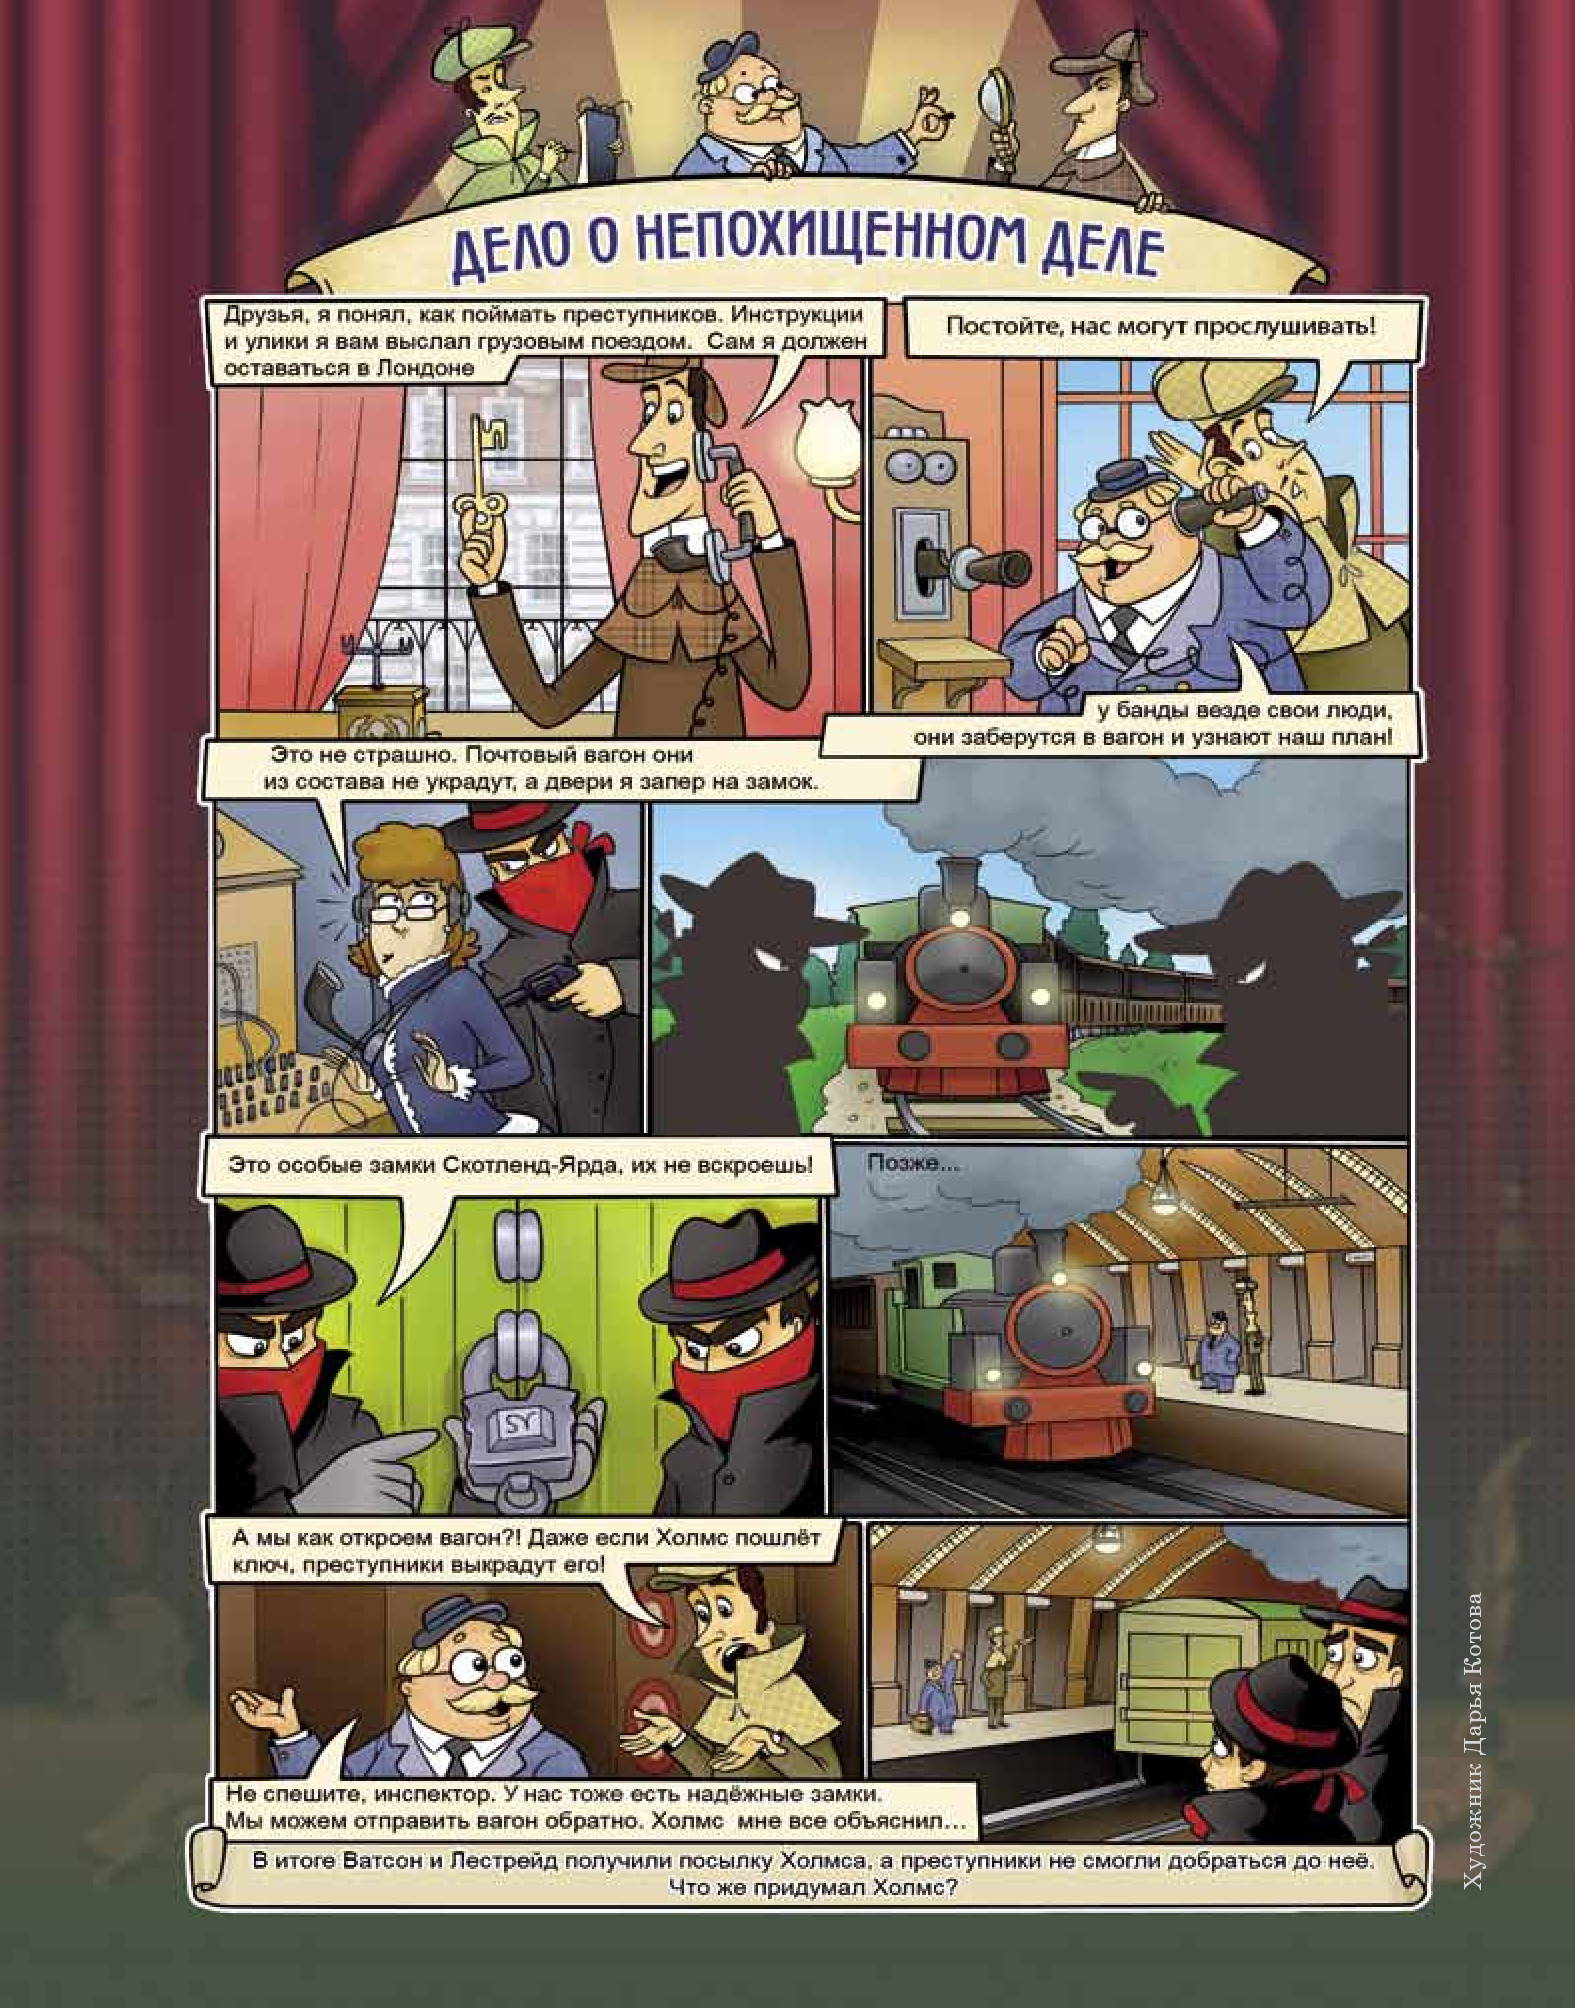 ДЕЛО О НЕПОХИЩЕННОМ ДЕЛЕ
Друзья, я понял, как поймать преступников. Инструкции
и улики я вам выслал грузовым поездом. Сам я должен
оставаться в Лондоне
Постойте, нас могут прослушивать!
у банды везде свои люди,
они заберутся в вагон и узнают наш план!
Это не страшно. Почтовый вагон они
из состава не украдут, а двери я запер на замок.
Это особые замки Скотленд-Ярда, их не вскроешь!
SY
Позже...
А мы как откроем вагон?! Даже если Холмс пошлёт
ключ, преступники выкрадут его!
Не спешите, инспектор. У нас тоже есть надёжные замки.
Мы можем отправить вагон обратно. Холмс мне все объяснил...
В итоге Ватсон и Лестрейд получили посылку Холмса, а преступники не смогли добраться до неё.
Что же придумал Холмс?
Художник Дарья Котова